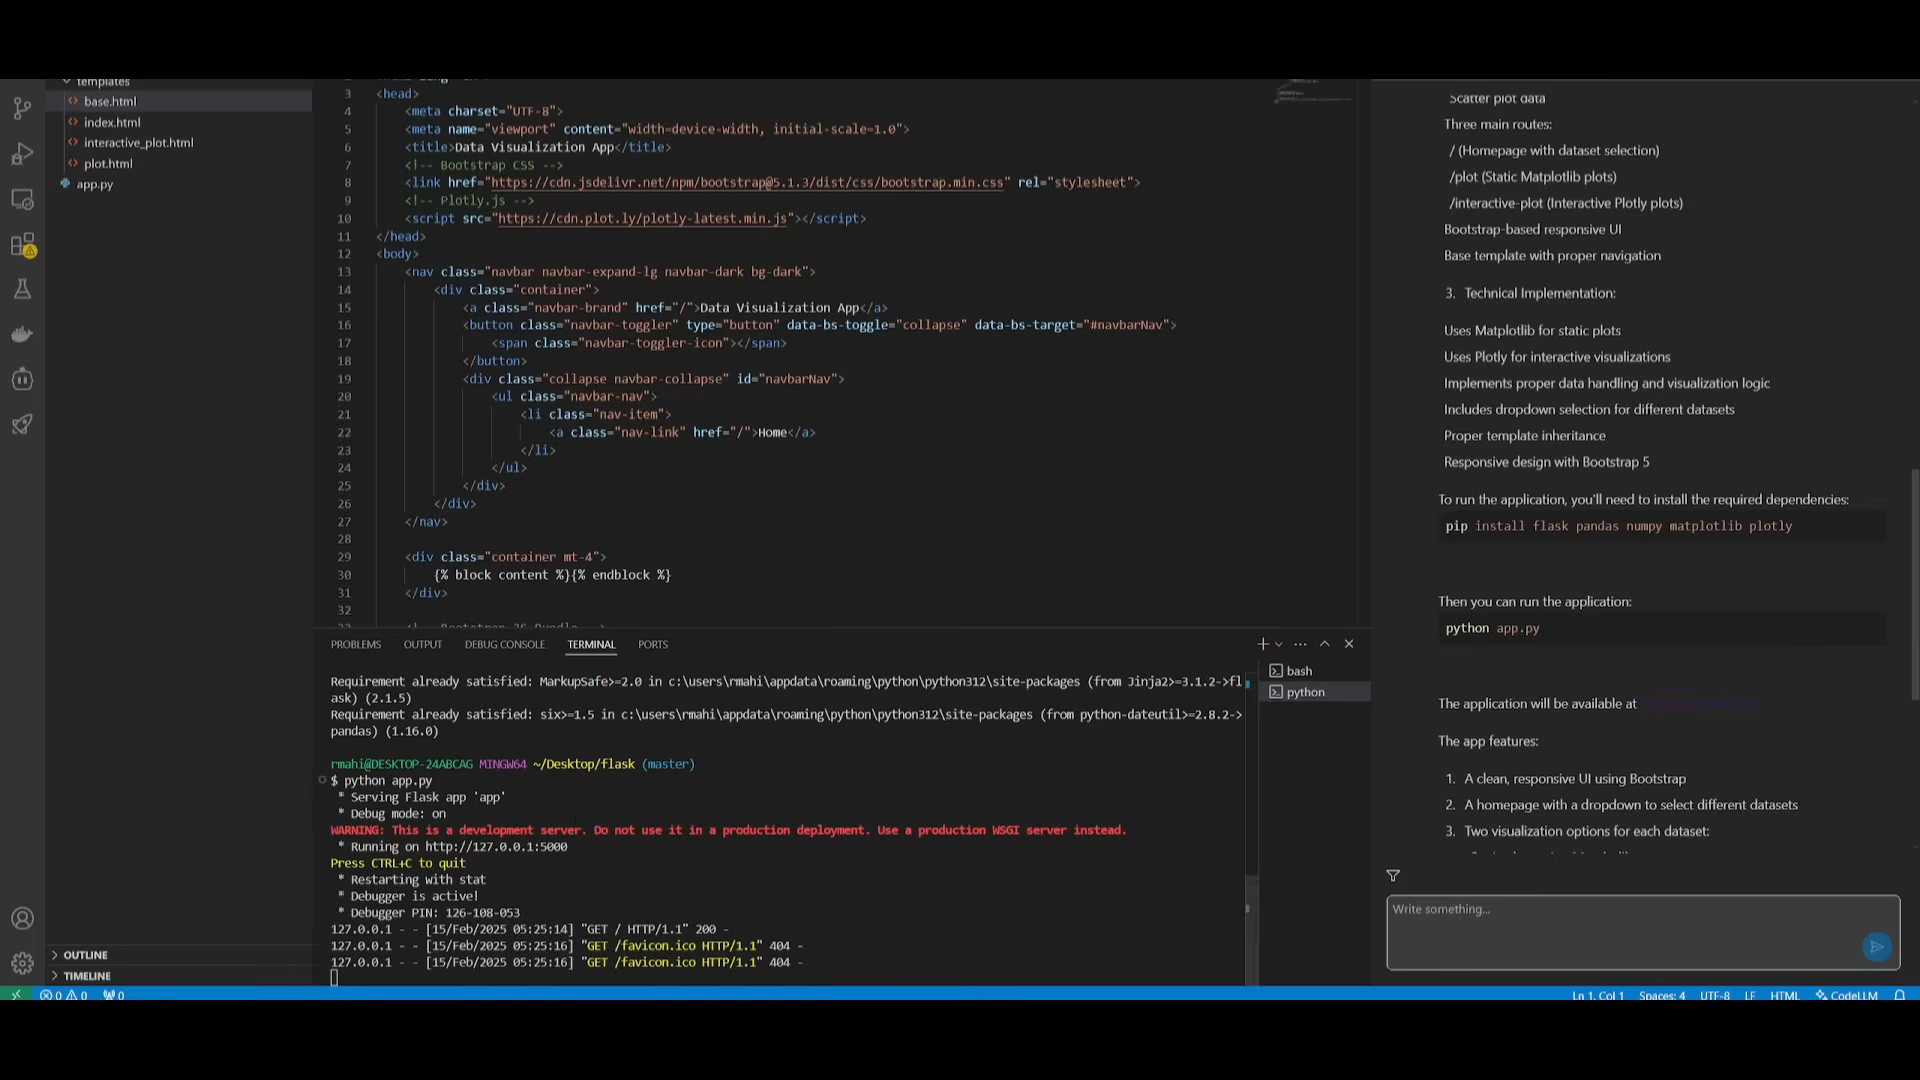 templates
base.html
index.html
interactive_plot.html
plot.html
app.py
OUTLINE
TIMELINE
3 <head>
4 <meta charset="UTF-8">
5 <meta name="viewport" content="width=device-width, initial-scale=1.0">
6 <title>Data Visualization App</title>
7 <!-- Bootstrap CSS -->
8 <link href="https://cdn.jsdelivr.net/npm/bootstrap@5.1.3/dist/css/bootstrap.min.css" rel="stylesheet">
9 <!-- Plotly.js -->
10 <script src="https://cdn.plot.ly/plotly-latest.min.js"></script>
11 </head>
12 <body>
13 <nav class="navbar navbar-expand-lg navbar-dark bg-dark">
14 <div class="container">
15 <a class="navbar-brand" href="/">Data Visualization App</a>
16 <button class="navbar-toggler" type="button" data-bs-toggle="collapse" data-bs-target="#navbarNav">
17 <span class="navbar-toggler-icon"></span>
18 </button>
19 <div class="collapse navbar-collapse" id="navbarNav">
20 <ul class="navbar-nav">
21 <li class="nav-item">
22 <a class="nav-link" href="/">Home</a>
23 </li>
24 </ul>
25 </div>
26 </div>
27 </nav>
28
29 <div class="container mt-4">
30 {% block content %}{% endblock %}
31 </div>
32
PROBLEMS OUTPUT DEBUG CONSOLE TERMINAL PORTS
Requirement already satisfied: MarkupSafe>=2.0 in c:\users\rmahi\appdata\roaming\python\python312\site-packages (from Jinja2>=3.1.2->fl
ask) (2.1.5)
Requirement already satisfied: six>=1.5 in c:\users\rmahi\appdata\roaming\python\python312\site-packages (from python-dateutil>=2.8.2->
pandas) (1.16.0)
rmahi@DESKTOP-24ABCAG MINGW64 ~/Desktop/flask (master)
$ python app.py
* Serving Flask app 'app'
* Debug mode: on
WARNING: This is a development server. Do not use it in a production deployment. Use a production WSGI server instead.
* Running on http://127.0.0.1:5000
Press CTRL+C to quit
* Restarting with stat
* Debugger is active!
* Debugger PIN: 126-108-053
127.0.0.1 - - [15/Feb/2025 05:25:14] "GET / HTTP/1.1" 200 -
127.0.0.1 - - [15/Feb/2025 05:25:16] "GET /favicon.ico HTTP/1.1" 404 -
127.0.0.1 - - [15/Feb/2025 05:25:16] "GET /favicon.ico HTTP/1.1" 404 -
bash
python
Scatter plot data
Three main routes:
/ (Homepage with dataset selection)
/plot (Static Matplotlib plots)
/interactive-plot (Interactive Plotly plots)
Bootstrap-based responsive UI
Base template with proper navigation
3. Technical Implementation:
Uses Matplotlib for static plots
Uses Plotly for interactive visualizations
Implements proper data handling and visualization logic
Includes dropdown selection for different datasets
Proper template inheritance
Responsive design with Bootstrap 5
To run the application, you'll need to install the required dependencies:
pip install flask pandas numpy matplotlib plotly
Then you can run the application:
python app.py
The application will be available at
The app features:
1. A clean, responsive UI using Bootstrap
2. A homepage with a dropdown to select different datasets
3. Two visualization options for each dataset:
Write something...
0 0 0
Ln 1, Col 1 Spaces: 4 UTF-8 LF HTML CodeLLM